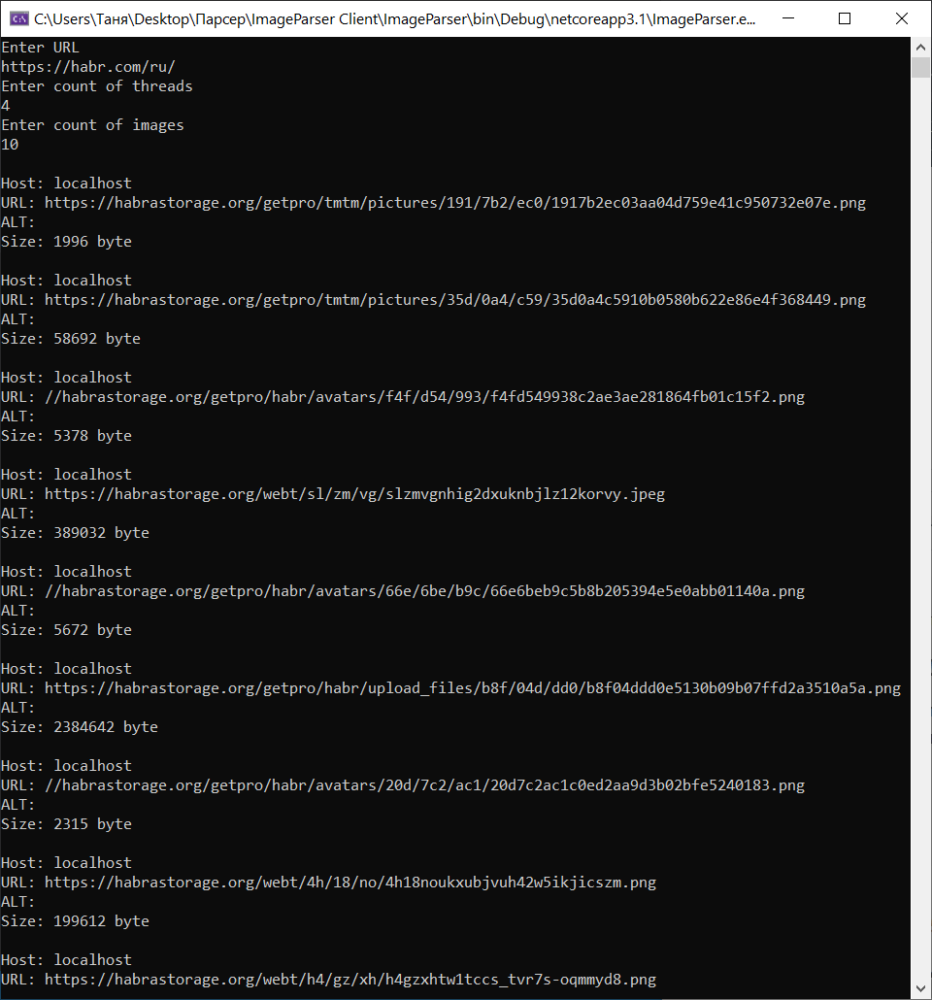 C:\Users\Таня\Desktop\Парсер\ImageParser Client\ImageParser\bin\Debug\netcoreapp3.1\ImageParser.e...
Enter URL
https://habr.com/ru/
Enter count of threads
4
Enter count of images
10
Host: localhost
URL: https://habrastorage.org/getpro/tmtm/pictures/191/7b2/ec0/1917b2ec03aa04d759e41c950732e07e.png
ALT:
Size: 1996 byte
Host: localhost
URL: https://habrastorage.org/getpro/tmtm/pictures/35d/0a4/c59/35d0a4c5910b0580b622e86e4f368449.png
ALT:
Size: 58692 byte
Host: localhost
URL: //habrastorage.org/getpro/habr/avatars/f4f/d54/993/f4fd549938c2ae3ae281864fb01c15f2.png
ALT:
Size: 5378 byte
Host: localhost
URL: https://habrastorage.org/webt/sl/zm/vg/slzmvgnhig2dxuknbjlz12korvy.jpeg
ALT:
Size: 389032 byte
Host: localhost
URL: //habrastorage.org/getpro/habr/avatars/66e/6be/b9c/66e6beb9c5b8b205394e5e0abb01140a.png
ALT:
Size: 5672 byte
Host: localhost
URL: https://habrastorage.org/getpro/habr/upload_files/b8f/04d/dd0/b8f04ddd0e5130b09b07ffd2a3510a5a.png
ALT:
Size: 2384642 byte
Host: localhost
URL: //habrastorage.org/getpro/habr/avatars/20d/7c2/ac1/20d7c2ac1c0ed2aa9d3b02bfe5240183.png
ALT:
Size: 2315 byte
Host: localhost
URL: https://habrastorage.org/webt/4h/18/no/4h18noukxubjvuh42w5ikjicszm.png
ALT:
Size: 199612 byte
Host: localhost
URL: https://habrastorage.org/webt/h4/gz/xh/h4gzxhtw1tccs_tvr7s-oqmmyd8.png